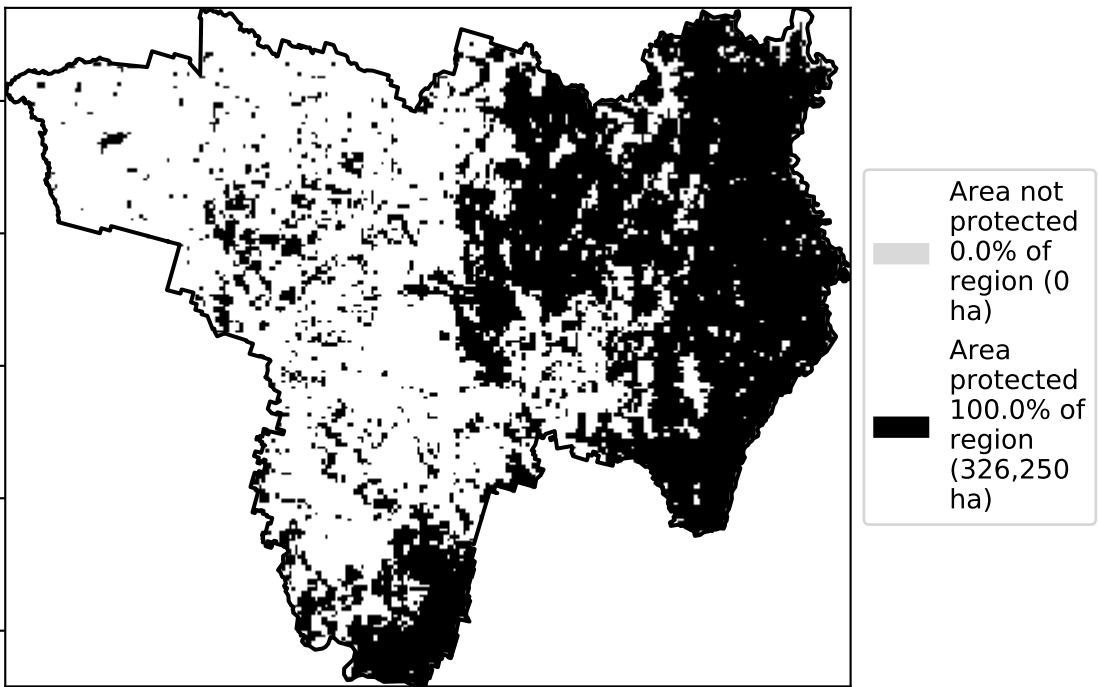 Area not
protected
0.0% of
region (0
ha)
Area
protected
100.0% of
region
(326,250
ha)